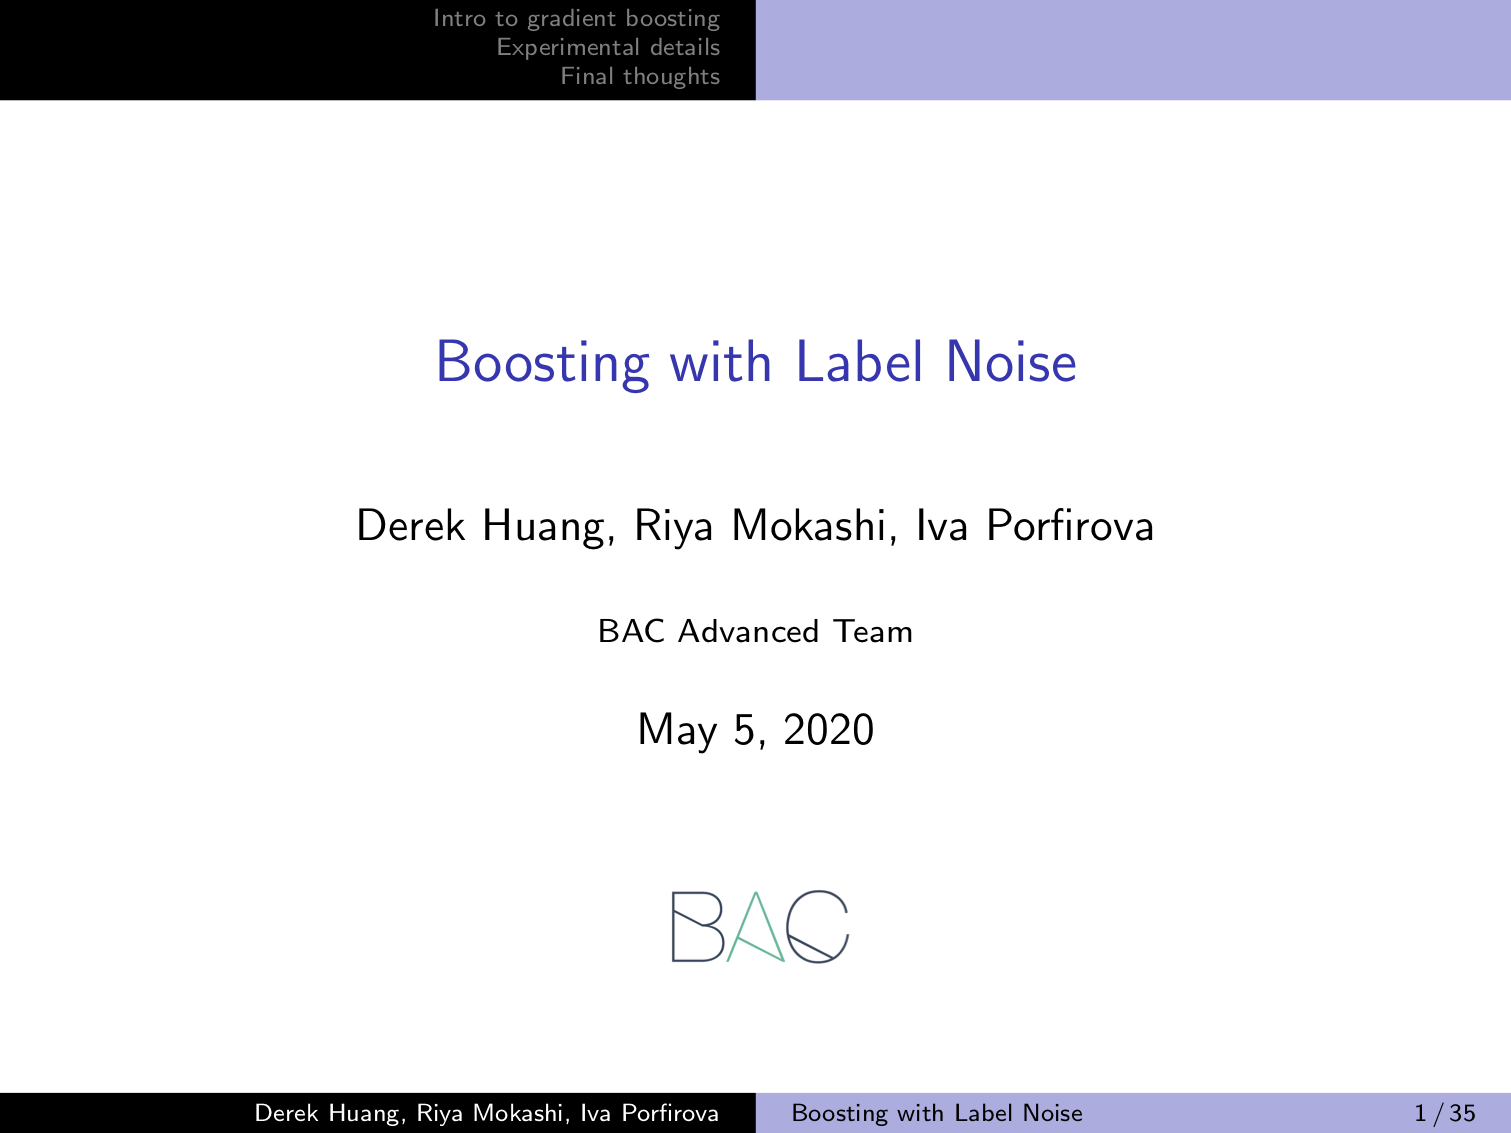 Intro to gradient boosting
Experimental details
Final thoughts
Boosting with Label Noise
Derek Huang, Riya Mokashi, Iva Porfirova
BAC Advanced Team
May 5, 2020
BAC
Derek Huang, Riya Mokashi, Iva Porfirova
Boosting with Label Noise
1 / 35